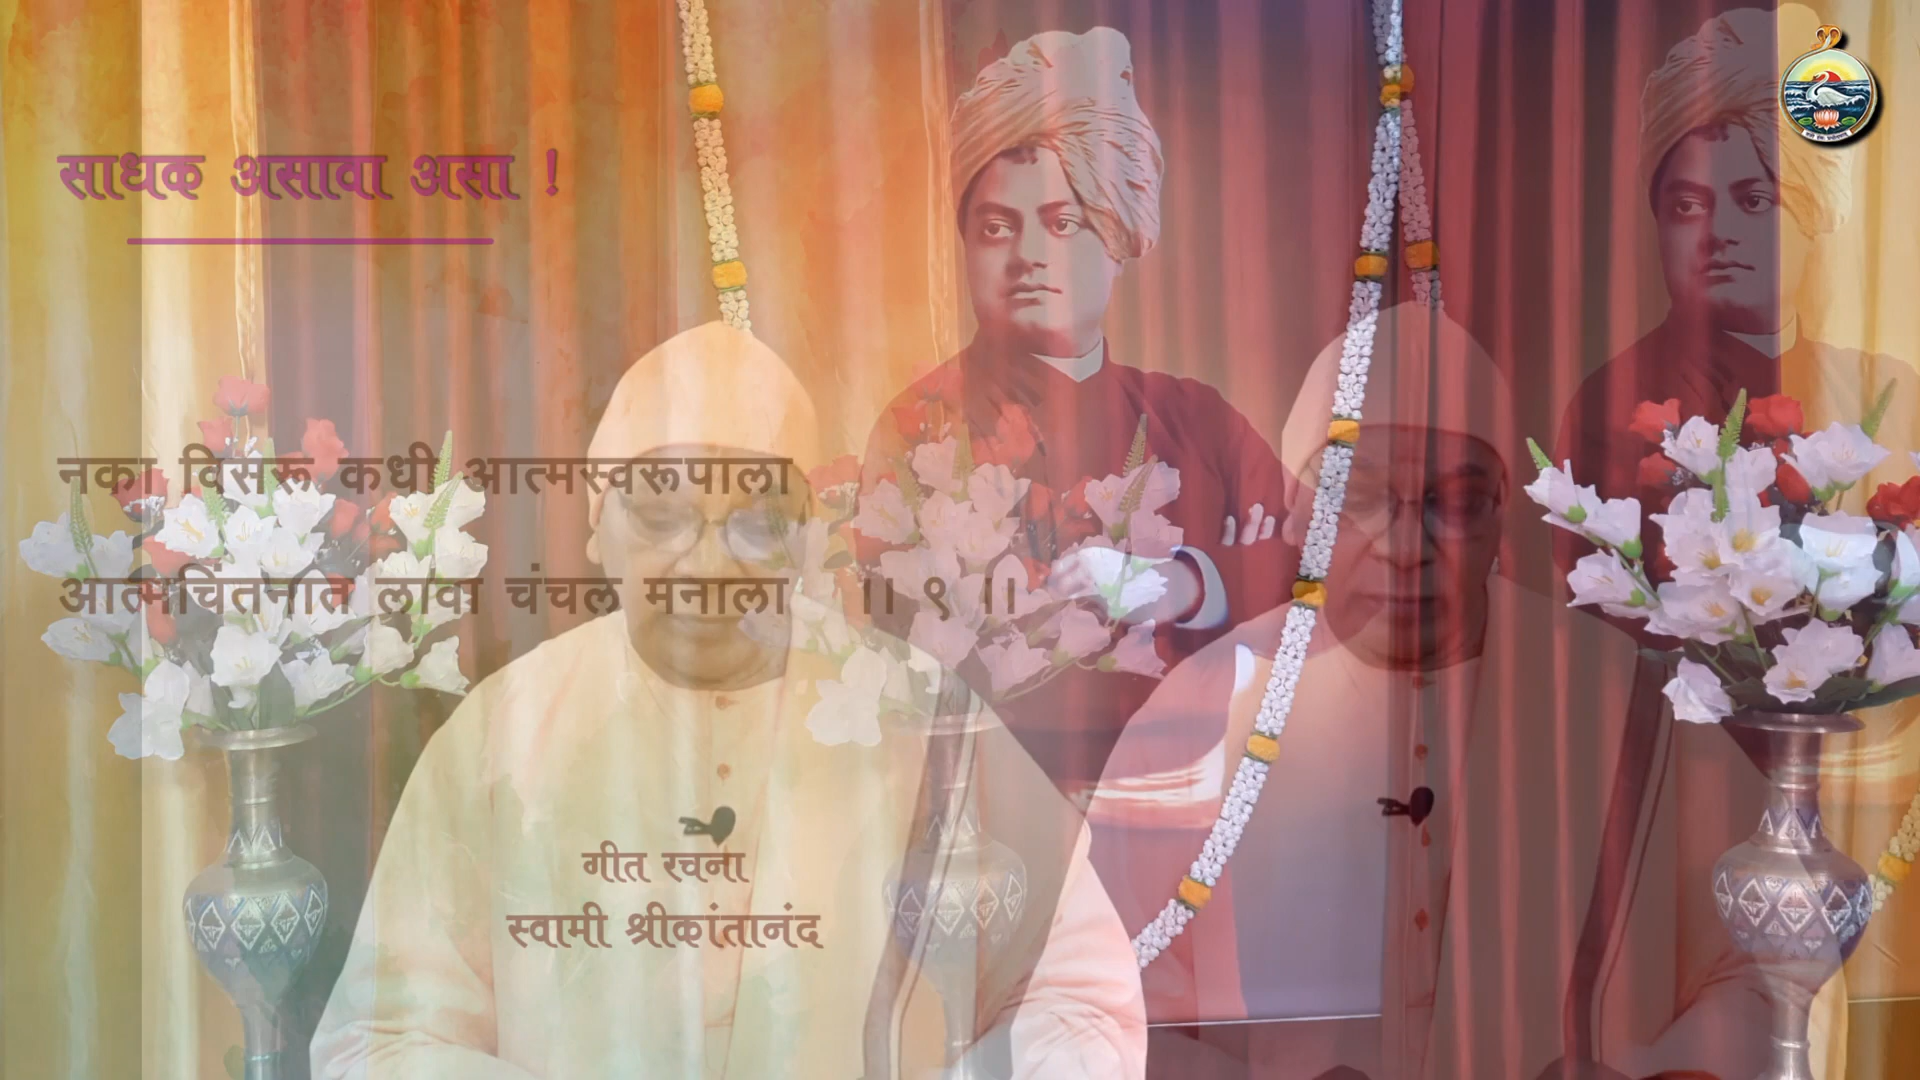 साधक असावा असा !
नका विसरू कधी आत्मस्वरूपाला
आत्मचिंतनात लावा चंचल मनाला ।। १ ।।
गीत रचना
स्वामी श्रीकांतानंद